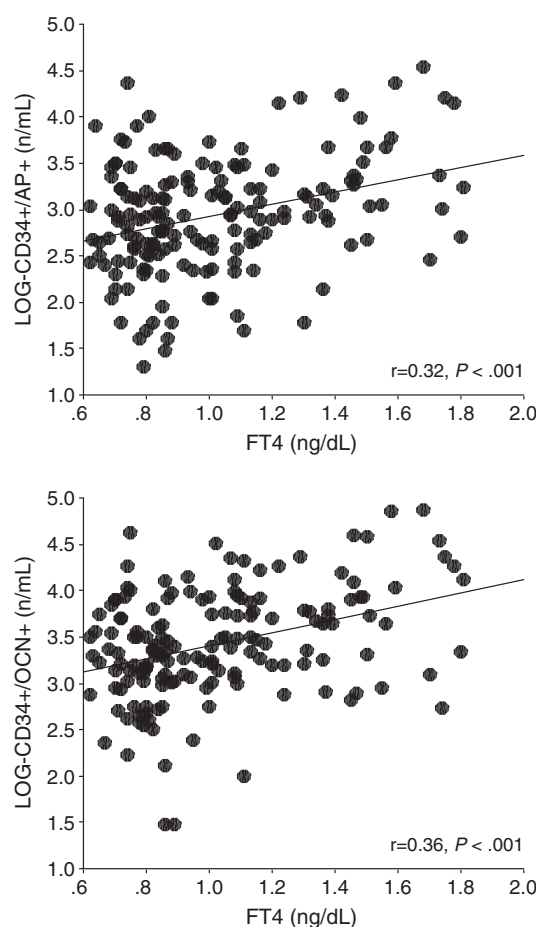 5.0
4.5
4.0
3.5
3.0
2.5
2.0
1.5
1.0
LOG-CD34+/AP+ (n/mL)
r=0.32, P < .001
.6 .8 1.0 1.2 1.4 1.6 1.8 2.0
FT4 (ng/dL)
5.0
4.5
4.0
3.5
3.0
2.5
2.0
1.5
1.0
LOG-CD34+/OCN+ (n/mL)
r=0.36, P < .001
.6 .8 1.0 1.2 1.4 1.6 1.8 2.0
FT4 (ng/dL)